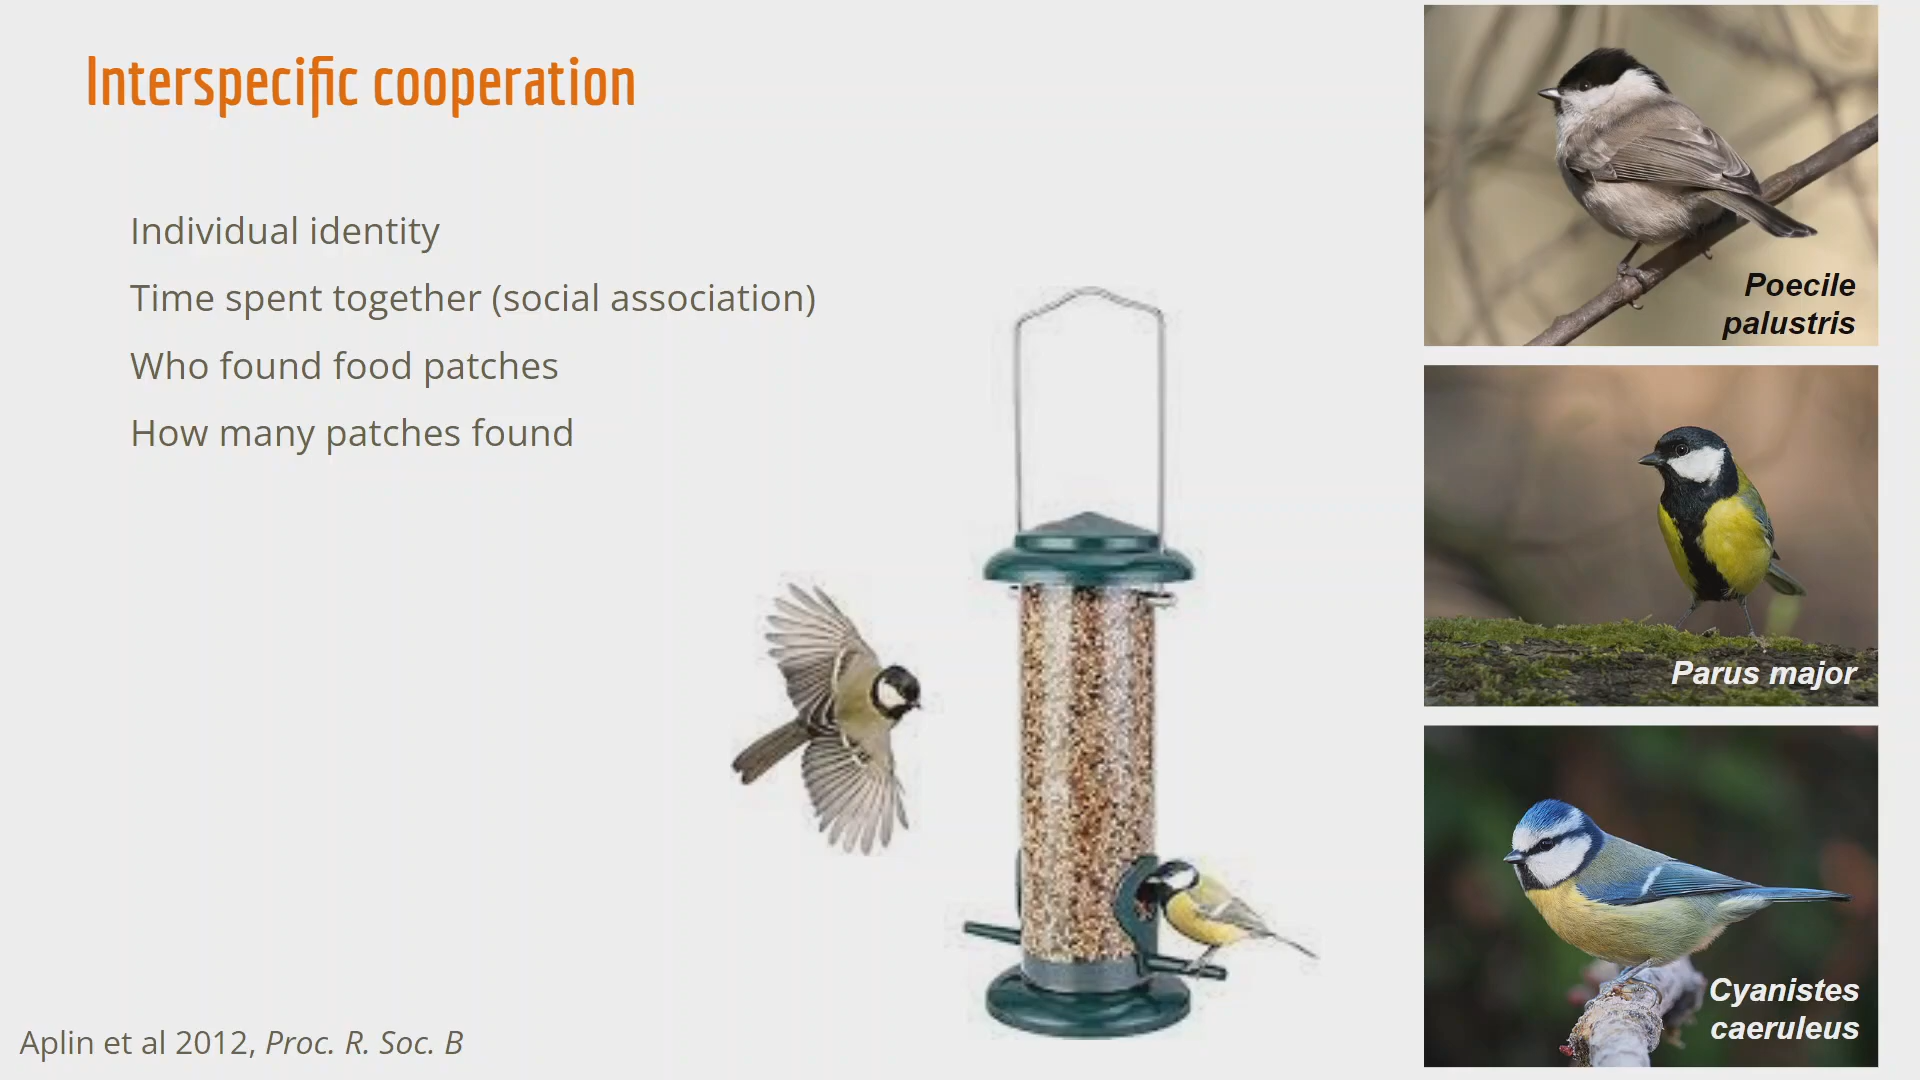 Interspecific cooperation
Individual identity
Time spent together (social association)
Who found food patches
How many patches found
Poecile
palustris
Parus major
Cyanistes
caeruleus
Aplin et al 2012, Proc. R. Soc. B